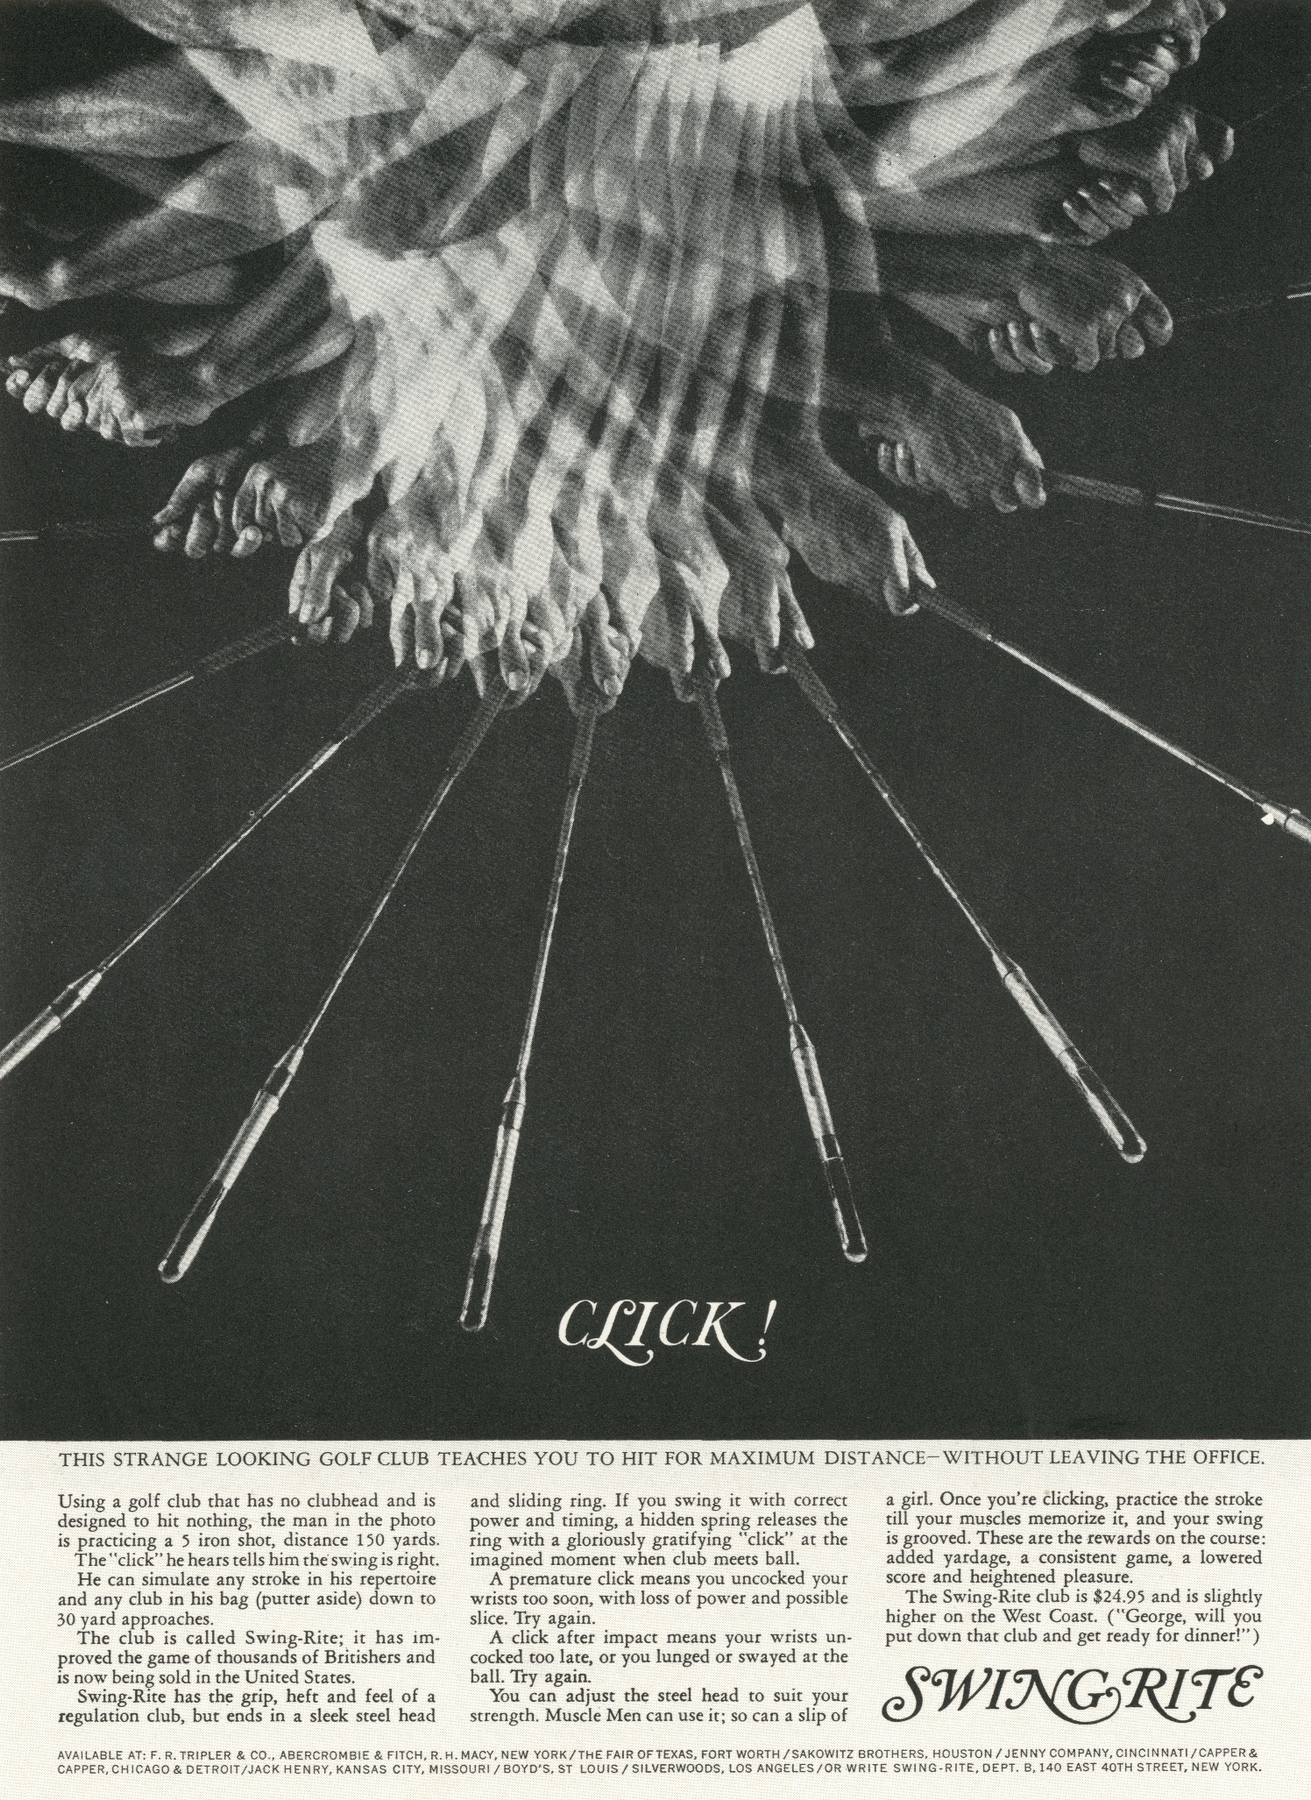 CLICK!
THIS STRANGE LOOKING GOLF CLUB TEACHES YOU TO HIT FOR MAXIMUM DISTANCE—WITHOUT LEAVING THE OFFICE.
Using a golf club that has no clubhead and is
designed to hit nothing, the man in the photo
is practicing a 5 iron shot, distance 150 yards.
The "click" he hears tells him the swing is right.
He can simulate any stroke in his repertoire
and any club in his bag (putter aside) down to
30 yard approaches.
The club is called Swing-Rite; it has im-
proved the game of thousands of Britishers and
is now being sold in the United States.
Swing-Rite has the grip, heft and feel of a
regulation club, but ends in a sleek steel head
and sliding ring. If you swing it with correct
power and timing, a hidden spring releases the
ring with a gloriously gratifying "click" at the
imagined moment when club meets ball.
A premature click means you uncocked your
wrists too soon, with loss of power and possible
slice. Try again.
A click after impact means your wrists un-
cocked too late, or you lunged or swayed at the
ball. Try again.
You can adjust the steel head to suit your
strength. Muscle Men can use it; so can a slip of
a girl. Once you're clicking, practice the stroke
till your muscles memorize it, and your swing
is grooved. These are the rewards on the course:
added yardage, a consistent game, a lowered
score and heightened pleasure.
The Swing-Rite club is $24.95 and is slightly
higher on the West Coast. ("George, will you
put down that club and get ready for dinner!")
SWING-RITE
AVAILABLE AT: F. R. TRIPLER & CO., ABERCROMBIE & FITCH, R. H. MACY, NEW YORK/THE FAIR OF TEXAS, FORT WORTH/SAKOWITZ BROTHERS, HOUSTON/JENNY COMPANY, CINCINNATI/CAPPER &
CAPPER, CHICAGO & DETROIT/JACK HENRY, KANSAS CITY, MISSOURI/BOYD'S, ST LOUIS/SILVERWOODS, LOS ANGELES/OR WRITE SWING-RITE, DEPT. B, 140 EAST 40TH STREET, NEW YORK.